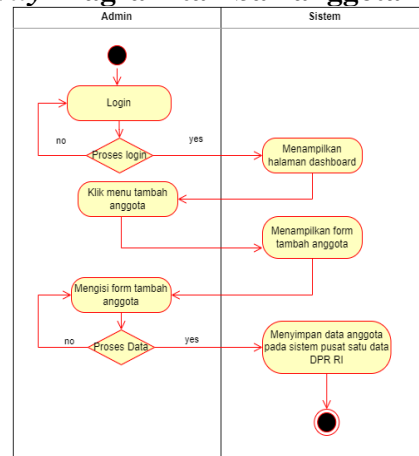 Admin
Sistem
Login
no
Proses login
yes
Menampilkan
halaman dashboard
Klik menu tambah
anggota
Menampilkan form
tambah anggota
Mengisi form tambah
anggota
no
Proses Data
yes
Menyimpan data anggota
pada sistem pusat satu data
DPR RI